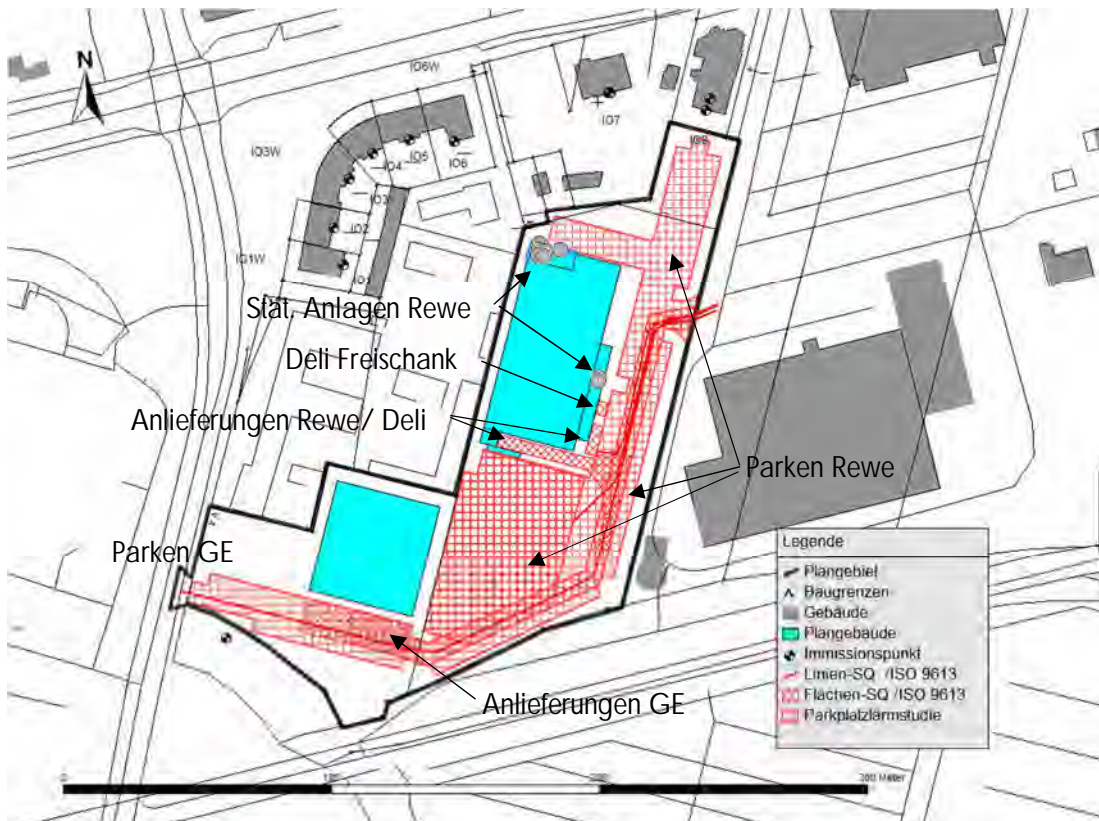 N
IO6W
IO7
IO3W
IO5
IO4
IO6
IO8
IO3
IO2
IG1W
Stat. Anlagen Rewe
Deli Freischank
Anlieferungen Rewe/ Deli
Parken Rewe
Parken GE
Anlieferungen GE
Legende
Plangebiet
Baugrenzen
Gebäude
Plangebäude
Immissionspunkt
Linien-SQ /ISO 9613
Flächen-SQ /ISO 9613
Parkplatzlärmstudie
0
100
200
300 Meter